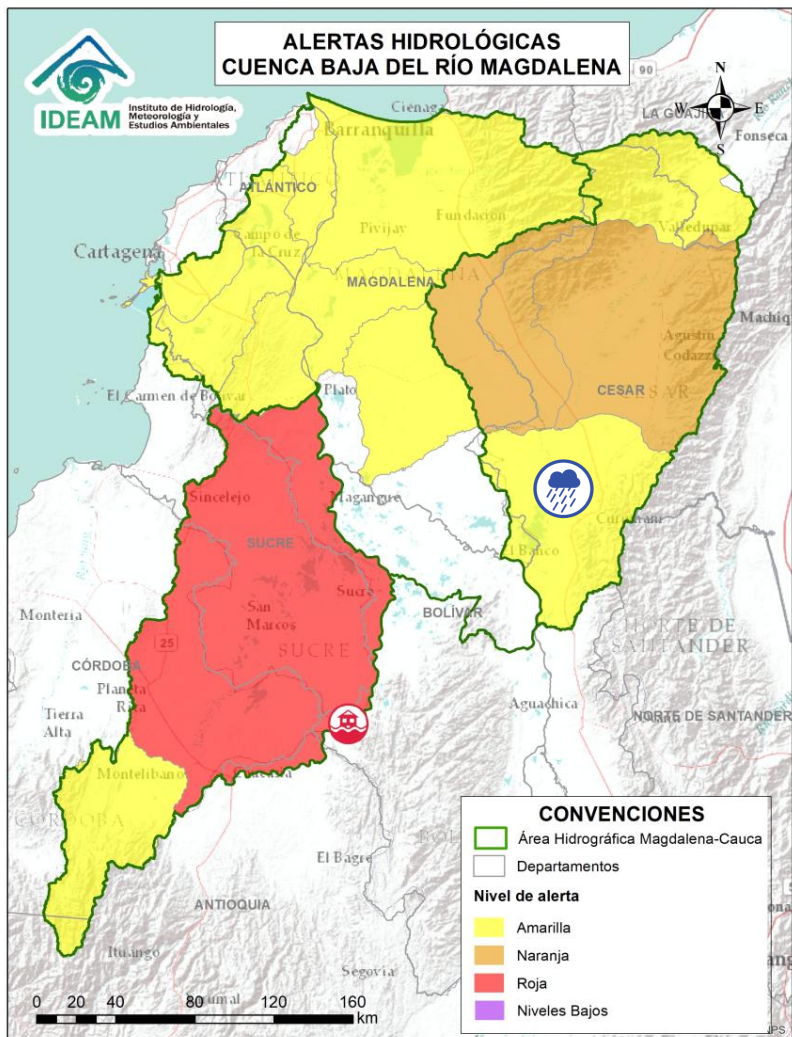 ALERTAS HIDROLÓGICAS
CUENCA BAJA DEL RÍO MAGDALENA
IDEAM
Instituto de Hidrología,
Meteorología y
Estudios Ambientales
90
N
W
E
S
Ciénaga
LA GUAJIRA
Fonseca
Barranquilla
ATLÁNTICO
Valledupar
Fundación
Pivijay
Campo de
la Cruz
Cartagena
MAGDALENA
Agustín
Codazzi
CESAR
El Carmen de Bolívar
Plato
Sincelejo
Magangué
SUCRE
El Banco
Sucre
San
Marcos
BOLÍVAR
SUCRE
Montería
25
CÓRDOBA
NORTE DE
SANTANDER
Planeta
Rica
Tierra
Alta
Aguachica
NORTE DE SANTANDER
Montelíbano
CÓRDOBA
El Bagre
ANTIOQUIA
Ituango
Segovia
CONVENCIONES
Área Hidrográfica Magdalena-Cauca
Departamentos
Nivel de alerta
Amarilla
Naranja
Roja
Niveles Bajos
0 20 40 80 120 160
km